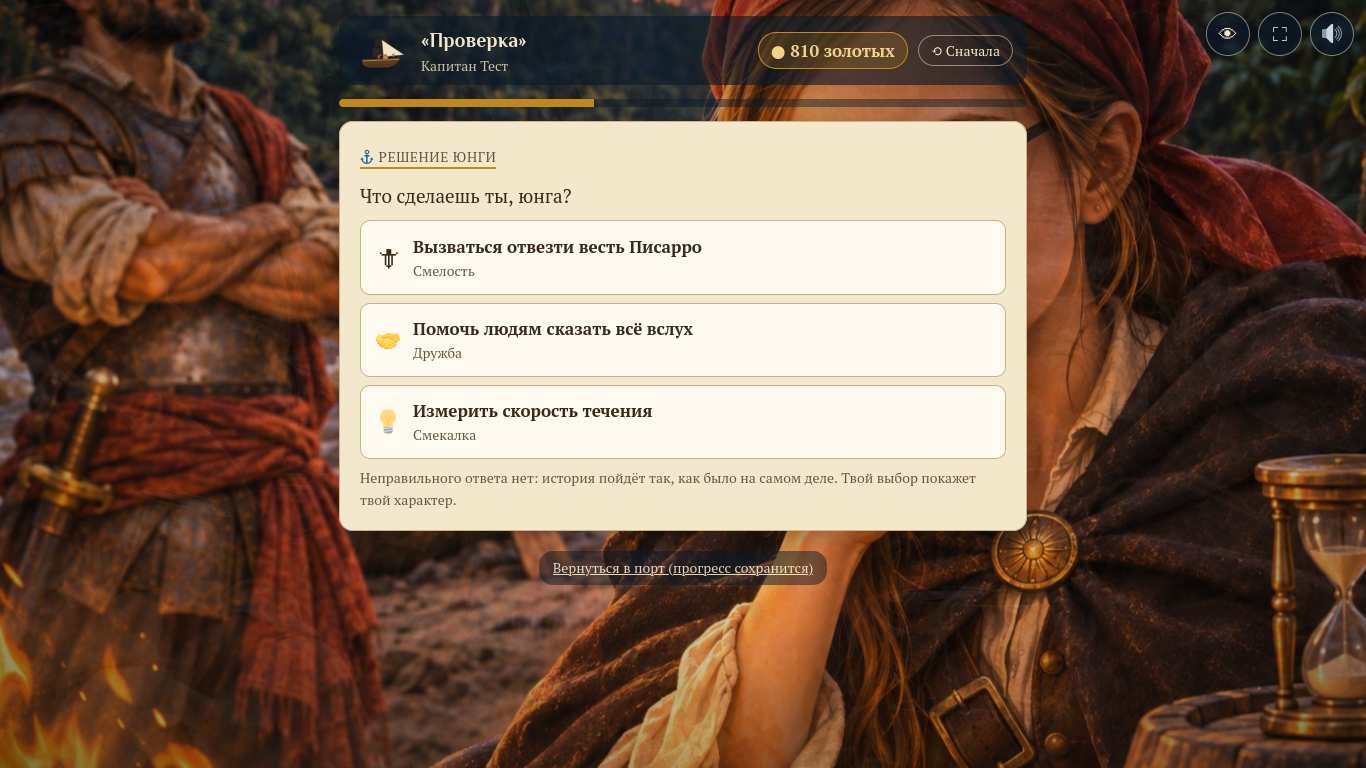 «Проверка»
Капитан Тест
810 золотых
⟲ Сначала
⚓ РЕШЕНИЕ ЮНГИ
Что сделаешь ты, юнга?
Вызваться отвезти весть Писарро
Смелость
Помочь людям сказать всё вслух
Дружба
Измерить скорость течения
Смекалка
Неправильного ответа нет: история пойдёт так, как было на самом деле. Твой выбор покажет
твой характер.
Вернуться в порт (прогресс сохранится)